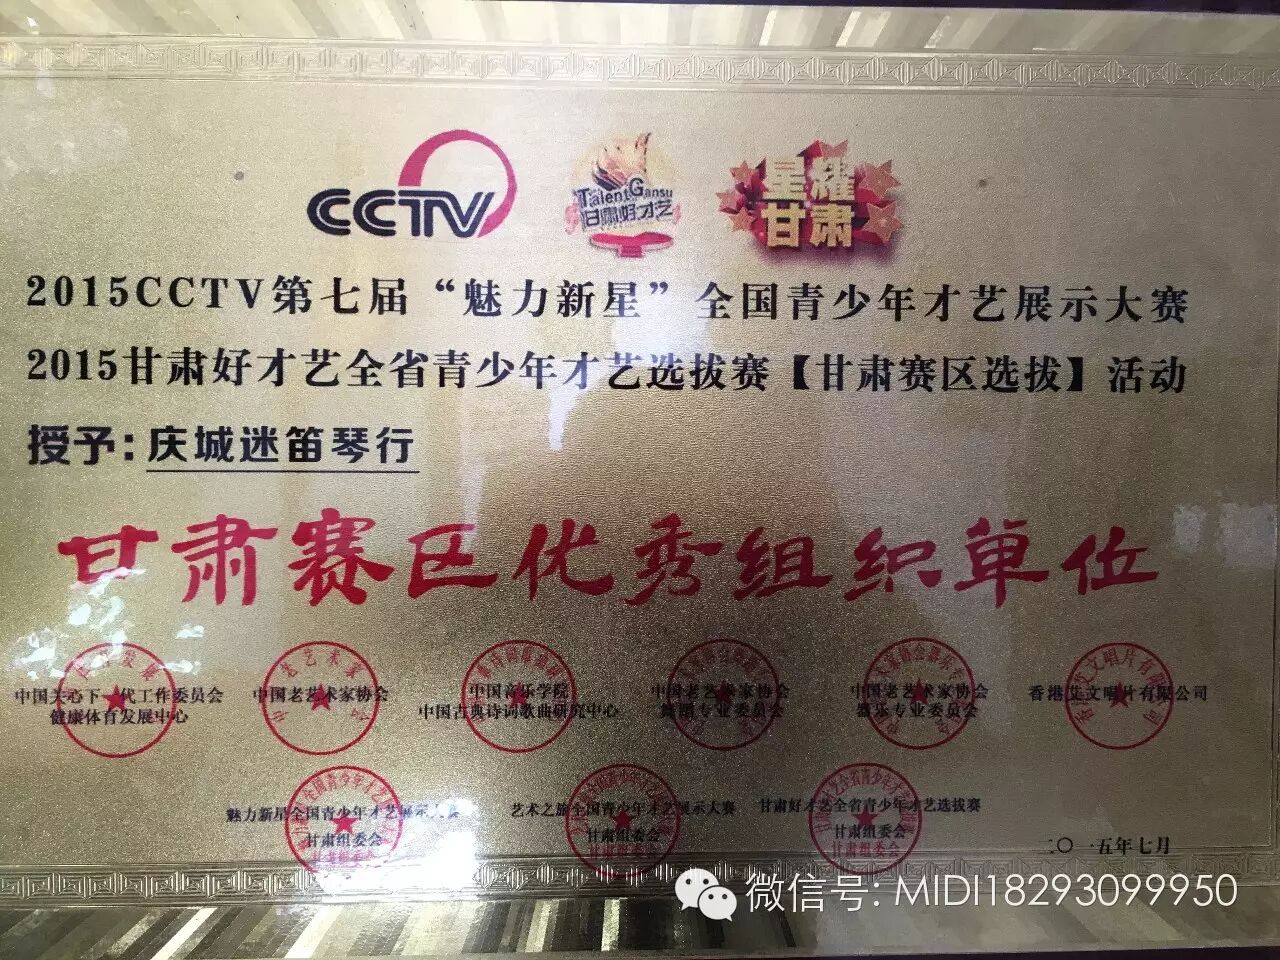 CCTV
TalentGansu
甘肃好才艺
星耀
甘肃
2015CCTV第七届“魅力新星”全国青少年才艺展示大赛
2015甘肃好才艺全省青少年才艺选拔赛【甘肃赛区选拔】活动
授予:庆城迷笛琴行
甘肃赛区优秀组织单位
中国关心下一代工作委员会
健康体育发展中心
中国老艺术家协会
中国音乐学院
中国古典诗词歌曲研究中心
中国老艺术家协会
舞蹈专业委员会
中国老艺术家协会
器乐专业委员会
香港艾文唱片有限公司
魅力新星全国青少年才艺展示大赛
甘肃组委会
艺术之旅全国青少年才艺展示大赛
甘肃组委会
甘肃好才艺全省青少年才艺选拔赛
甘肃组委会
二〇一五年七月
微信号: MIDI18293099950